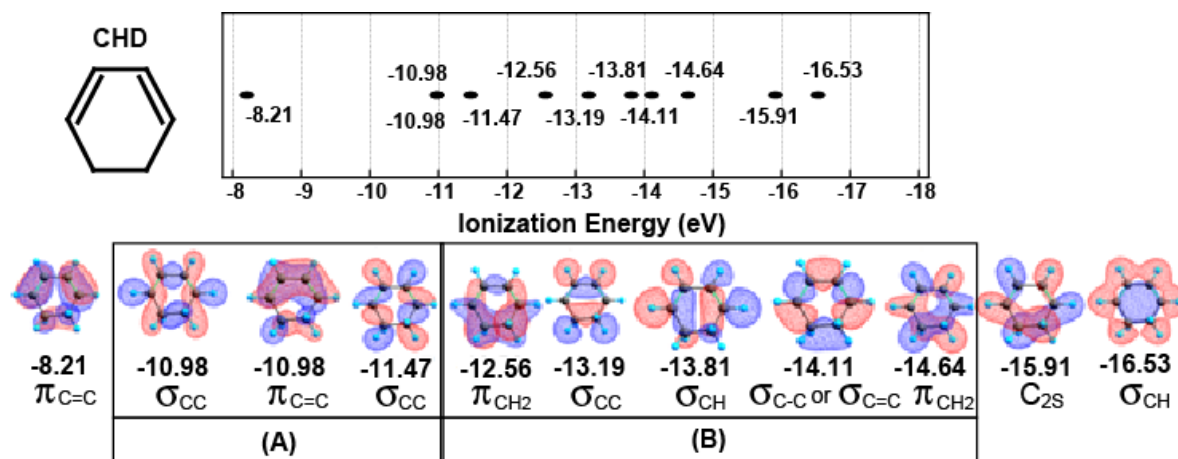 CHD
-10.98 -12.56 -13.81 -14.64 -16.53
-8.21 -10.98 -11.47 -13.19 -14.11 -15.91
-8 -9 -10 -11 -12 -13 -14 -15 -16 -17 -18
Ionization Energy (eV)
-8.21 -10.98 -10.98 -11.47 -12.56 -13.19 -13.81 -14.11 -14.64 -15.91 -16.53
πC=C σCC πC=C σCC πCH2 σCC σCH σC-C or σC=C πCH2 C2S σCH
(A) (B)